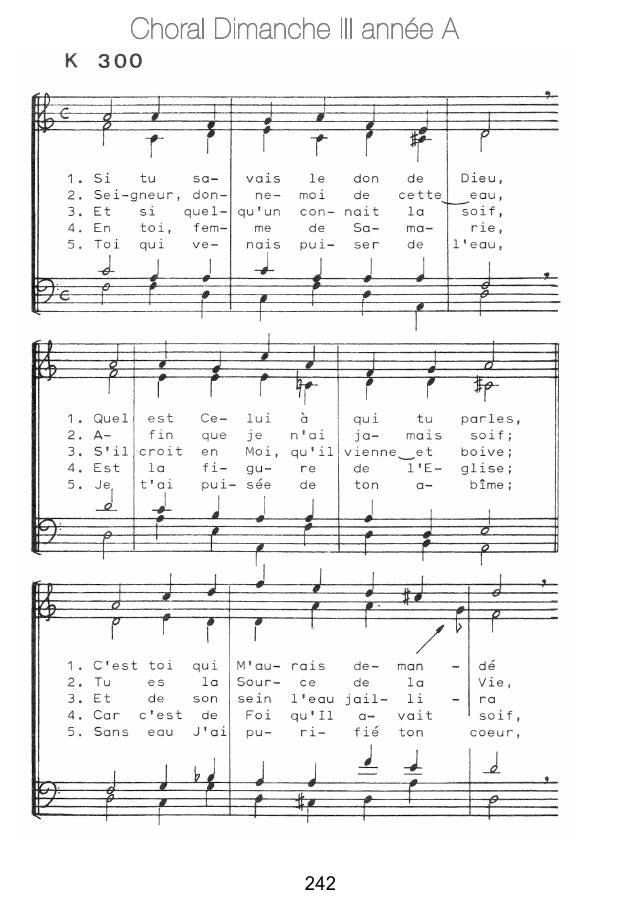 Choral Dimanche III année A
K 300
1. Si tu sa- vais le don de Dieu,
2. Sei-gneur, don- ne- moi de cette eau,
3. Et si quel- qu'un con- nait la soif,
4. En toi, fem- me de Sa- ma- rie,
5. Toi qui ve- nais pui- ser de l'eau,
1. Quel est Ce- lui à qui tu parles,
2. A- fin que je n'ai ja- mais soif;
3. S'il croit en Moi, qu'il vienne et boive;
4. Est la fi- gu- re de l'E- glise;
5. Je t'ai pui- sée de ton a- bîme;
1. C'est toi qui M'au- rais de- man - dé
2. Tu es la Sour- ce de la Vie,
3. Et de son sein l'eau jail- li - ra
4. Car c'est de Foi qu'Il a- vait soif,
5. Sans eau J'ai pu- ri- fié ton coeur,
242